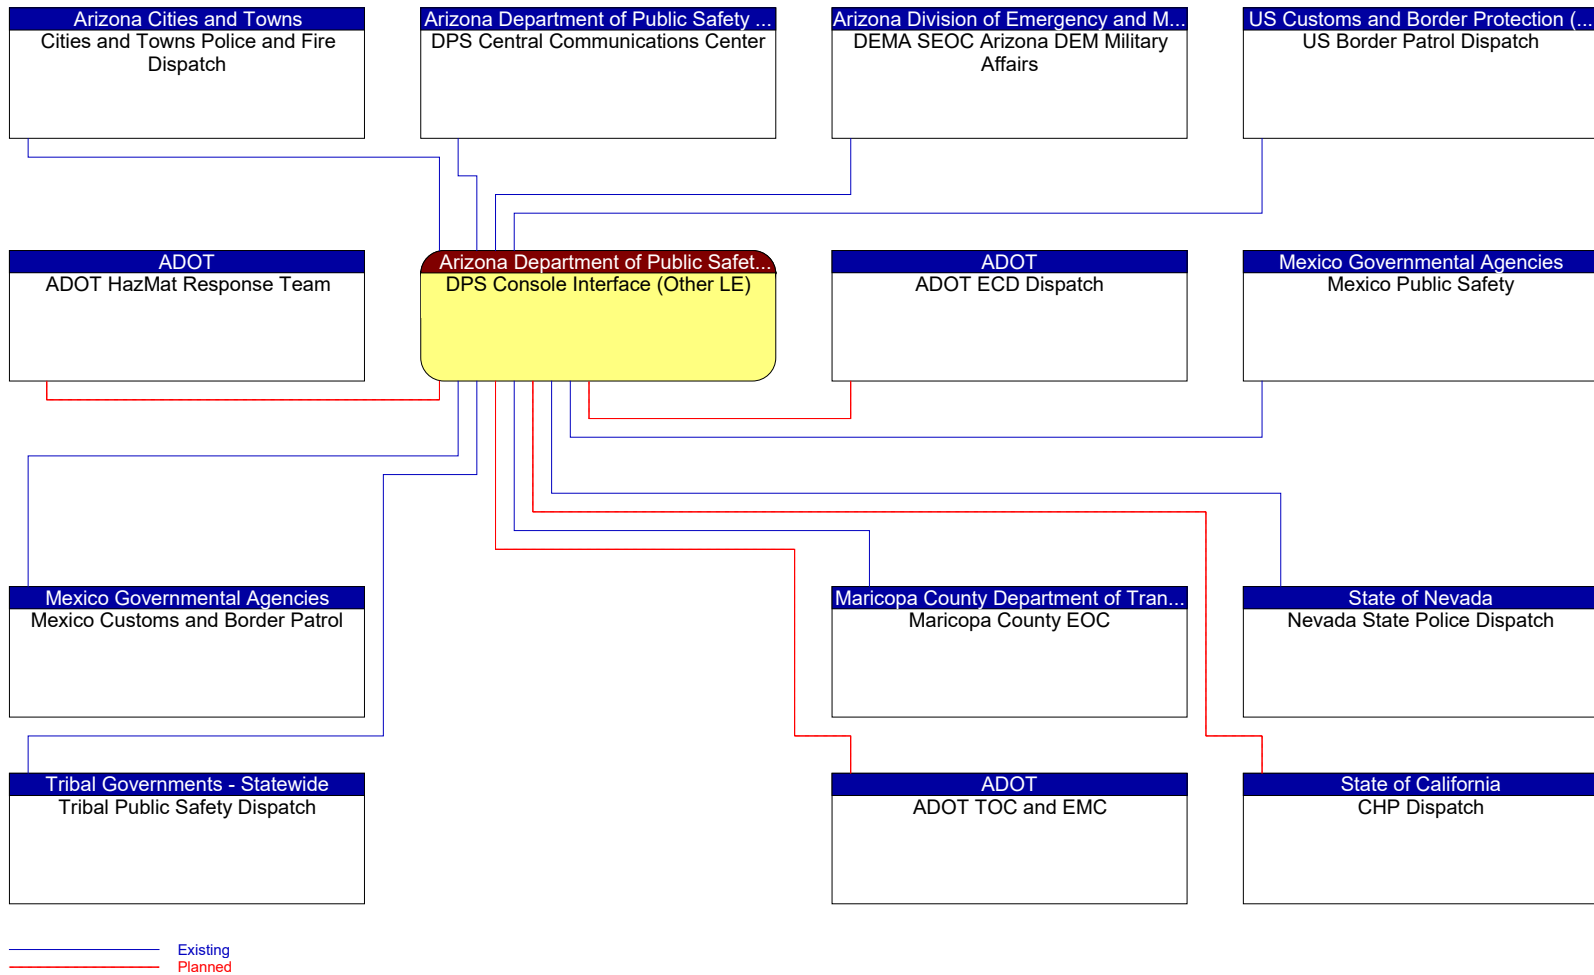 Arizona Cities and Towns
Cities and Towns Police and Fire
Dispatch
Arizona Department of Public Safety ...
DPS Central Communications Center
Arizona Division of Emergency and M...
DEMA SEOC Arizona DEM Military
Affairs
US Customs and Border Protection (...
US Border Patrol Dispatch
ADOT
ADOT HazMat Response Team
Arizona Department of Public Safet...
DPS Console Interface (Other LE)
ADOT
ADOT ECD Dispatch
Mexico Governmental Agencies
Mexico Public Safety
Mexico Governmental Agencies
Mexico Customs and Border Patrol
Maricopa County Department of Tran...
Maricopa County EOC
State of Nevada
Nevada State Police Dispatch
Tribal Governments - Statewide
Tribal Public Safety Dispatch
ADOT
ADOT TOC and EMC
State of California
CHP Dispatch
Existing
Planned